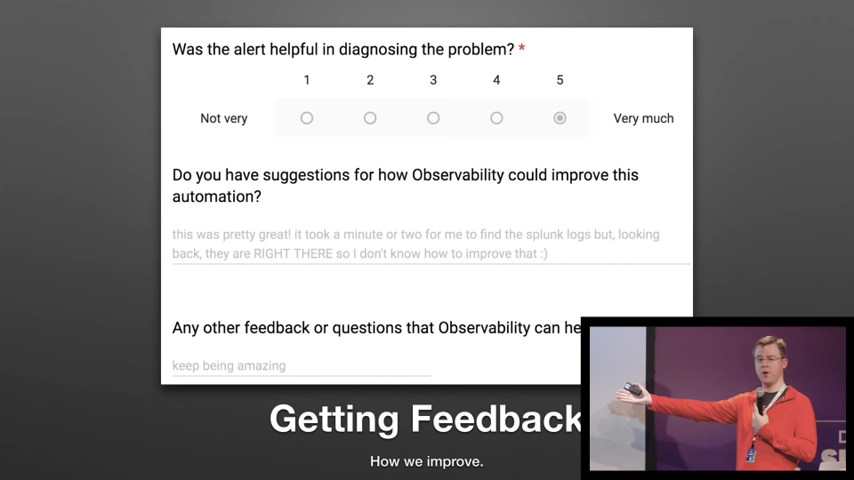 Was the alert helpful in diagnosing the problem? *
1 2 3 4 5
Not very Very much
Do you have suggestions for how Observability could improve this
automation?
this was pretty great! it took a minute or two for me to find the splunk logs but, looking
back, they are RIGHT THERE so I don't know how to improve that :)
Any other feedback or questions that Observability can
keep being amazing
Getting Feedback
How we improve.